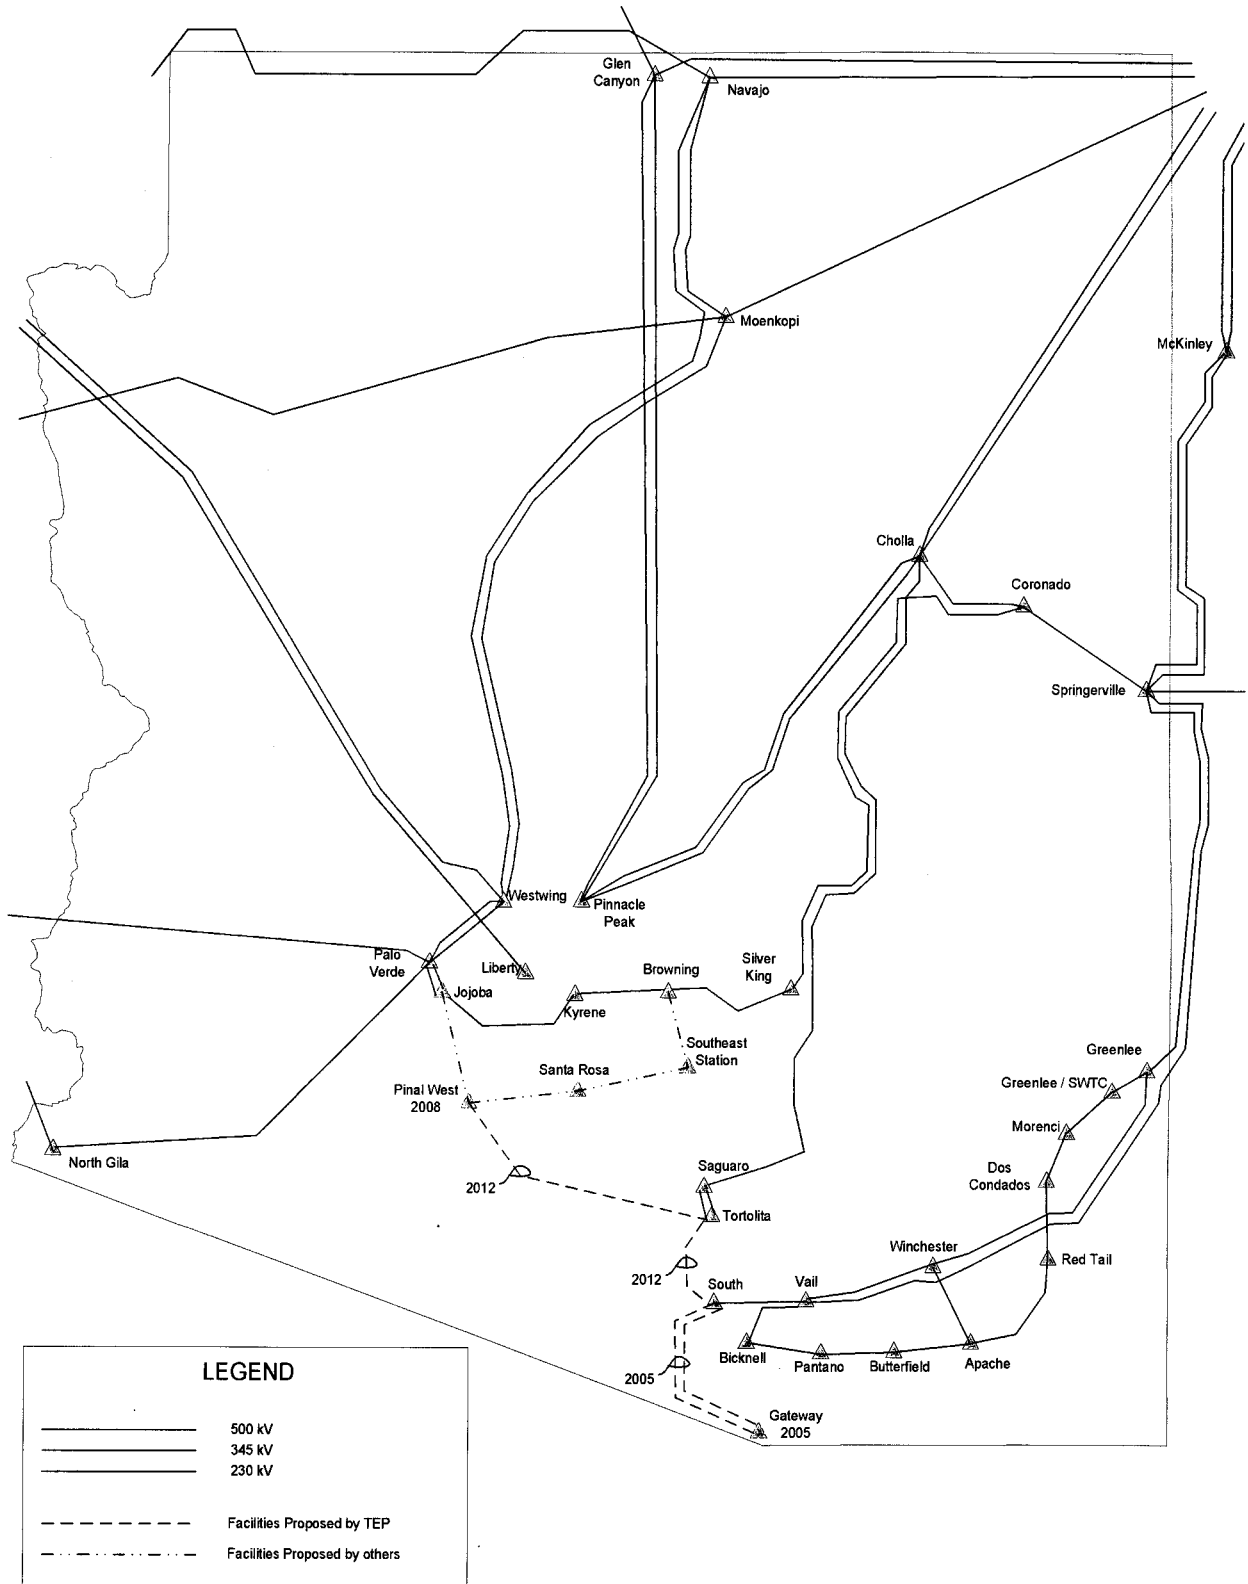 Glen
Canyon
Navajo
Moenkopi
McKinley
Cholla
Coronado
Springerville
Westwing
Pinnacle
Peak
Palo
Verde
Liberty
Jojoba
Kyrene
Browning
Silver
King
Southeast
Station
Santa Rosa
Pinal West
2008
Greenlee
Greenlee / SWTC
Morenci
North Gila
2012
Saguaro
Dos
Condados
Tortolita
Winchester
Red Tail
2012
South
Vail
Bicknell
Pantano
Butterfield
Apache
2005
Gateway
2005
LEGEND
500 kV
345 kV
230 kV
Facilities Proposed by TEP
Facilities Proposed by others